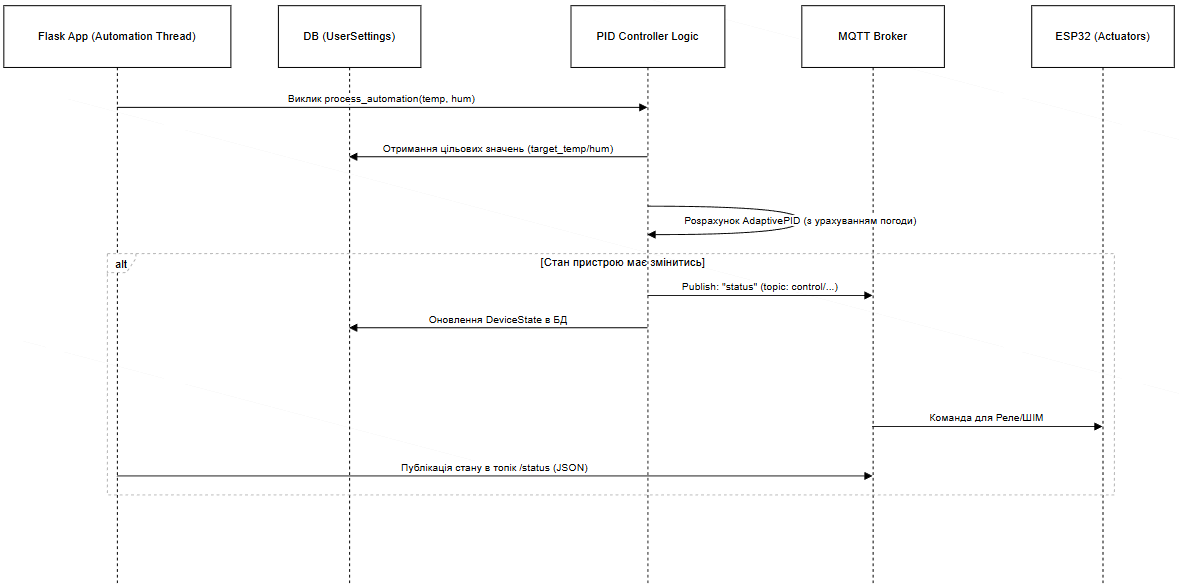 Flask App (Automation Thread)
DB (UserSettings)
PID Controller Logic
MQTT Broker
ESP32 (Actuators)
Виклик process_automation(temp, hum)
Отримання цільових значень (target_temp/hum)
Розрахунок AdaptivePID (з урахуванням погоди)
alt
[Стан пристрою має змінитись]
Publish: "status" (topic: control/...)
Оновлення DeviceState в БД
Команда для Реле/ШІМ
Публікація стану в топік /status (JSON)